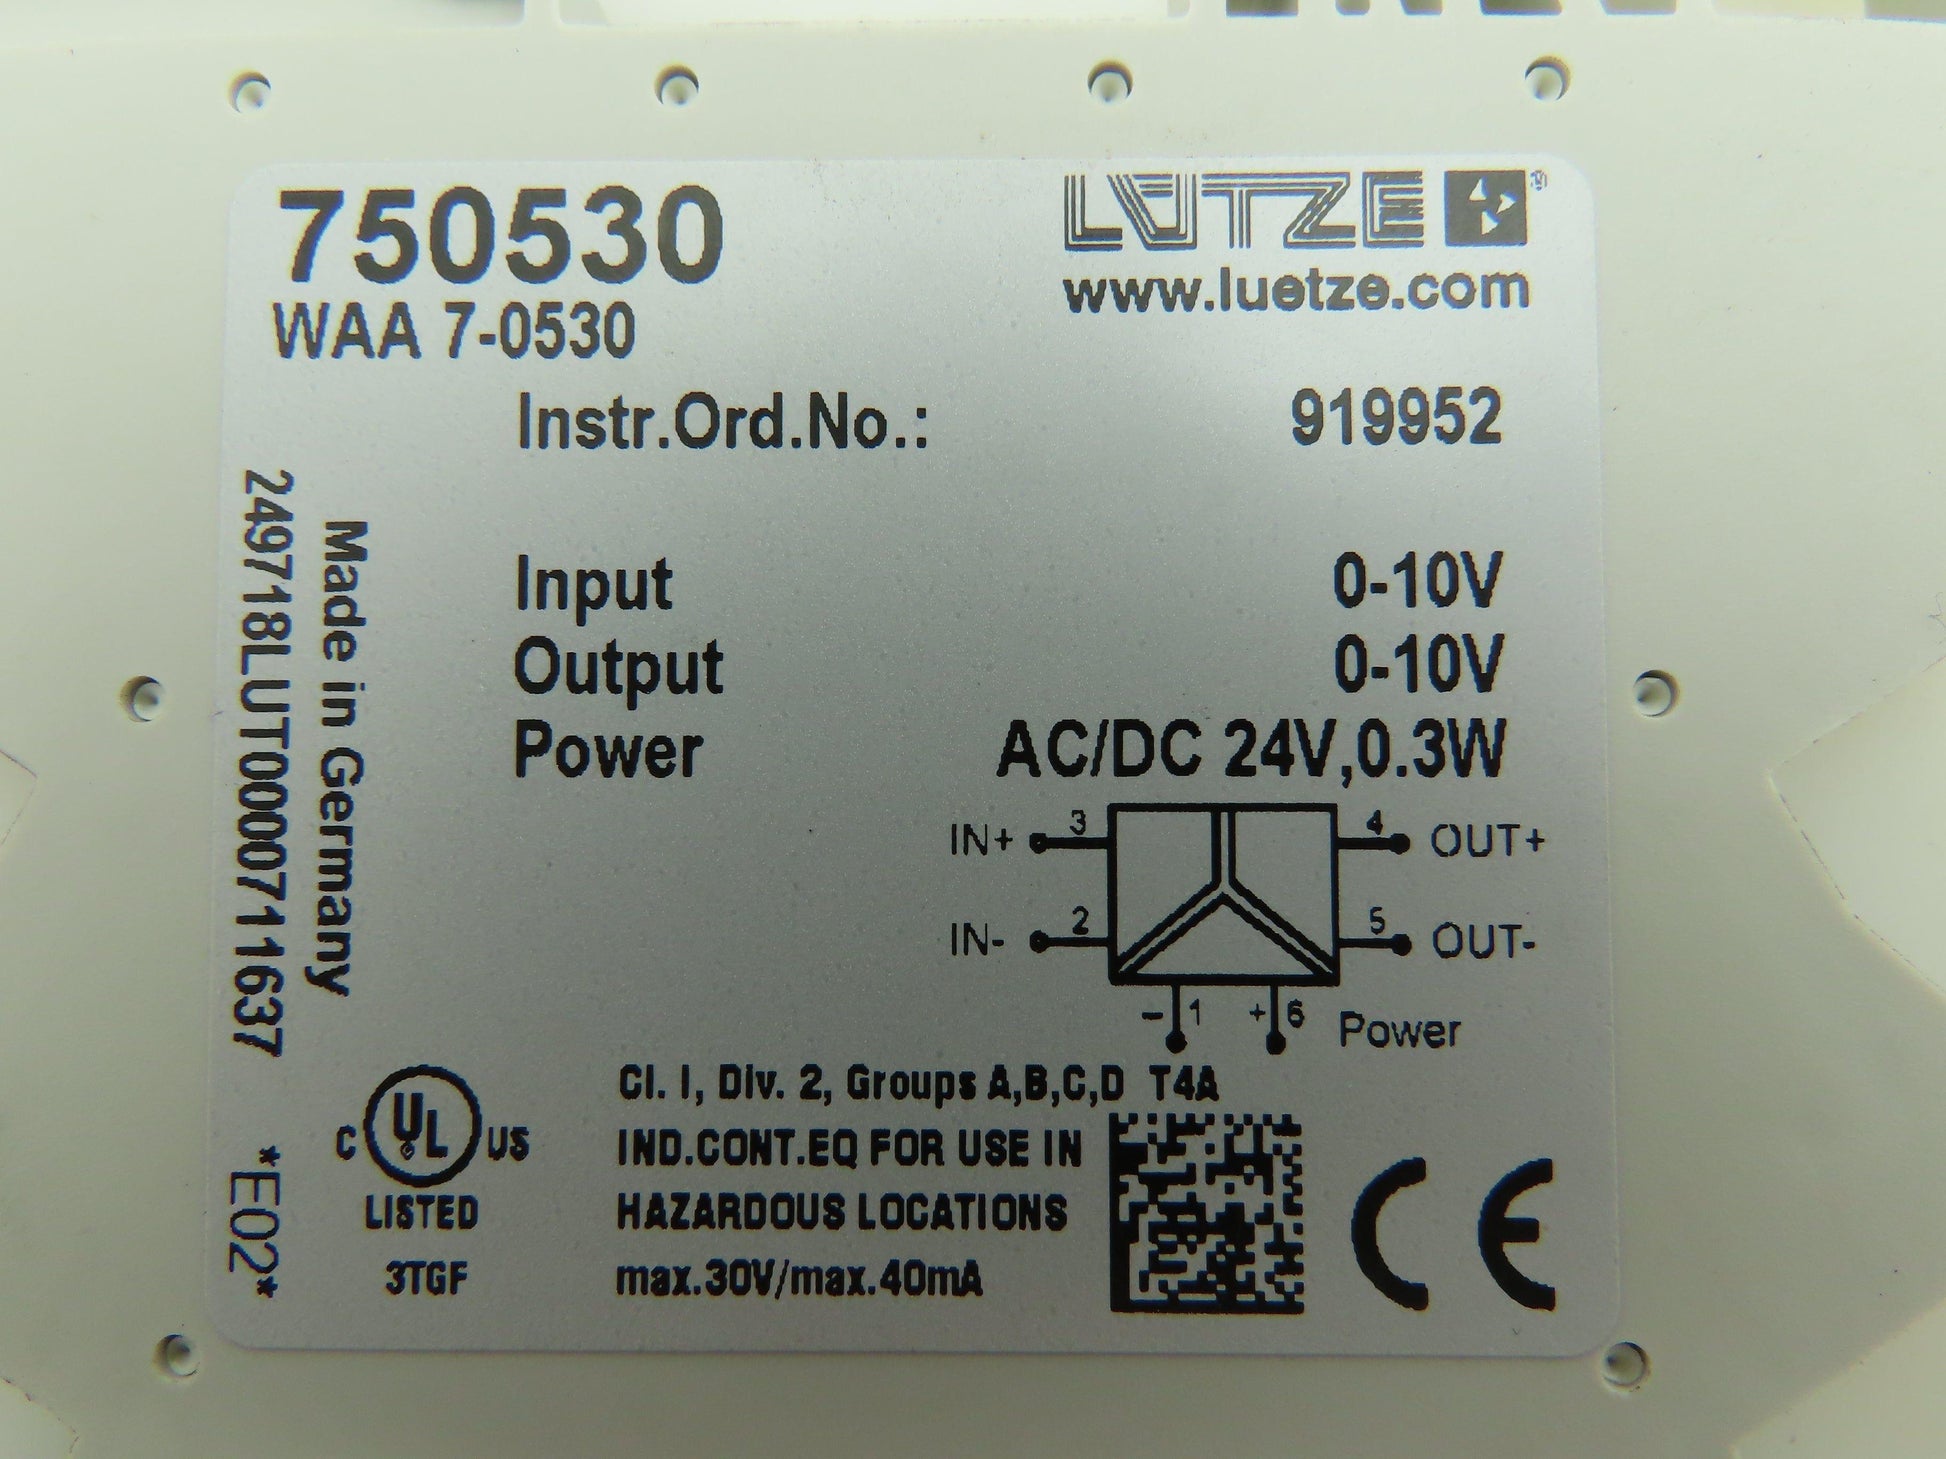 750530
LÜTZE ®
www.luetze.com
WAA 7-0530
Instr.Ord.No.: 919952
Input 0-10V
Output 0-10V
Power AC/DC 24V,0.3W
IN+ 3 4 OUT+
IN- 2 5 OUT-
− 1 + 6 Power
Made in Germany
249718LUT0000711637 *E02*
C UL US
LISTED
3TGF
Cl. I, Div. 2, Groups A,B,C,D T4A
IND.CONT.EQ FOR USE IN
HAZARDOUS LOCATIONS
max.30V/max.40mA
CE